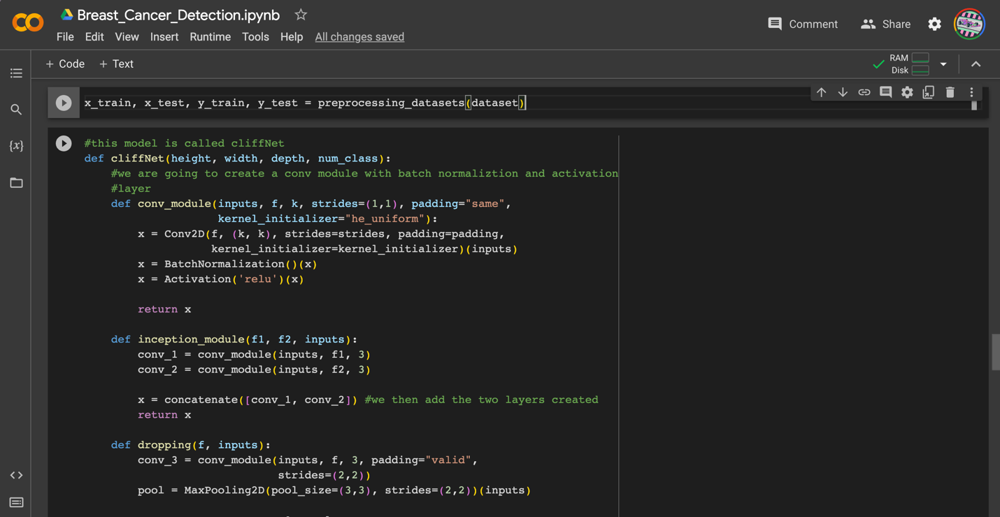 Breast_Cancer_Detection.ipynb
File Edit View Insert Runtime Tools Help All changes saved
Comment Share
+ Code + Text
RAM
Disk
x_train, x_test, y_train, y_test = preprocessing_datasets(dataset)
#this model is called cliffNet
def cliffNet(height, width, depth, num_class):
    #we are going to create a conv module with batch normaliztion and activation
    #layer
    def conv_module(inputs, f, k, strides=(1,1), padding="same",
                    kernel_initializer="he_uniform"):
        x = Conv2D(f, (k, k), strides=strides, padding=padding,
                   kernel_initializer=kernel_initializer)(inputs)
        x = BatchNormalization()(x)
        x = Activation('relu')(x)
        return x
    def inception_module(f1, f2, inputs):
        conv_1 = conv_module(inputs, f1, 3)
        conv_2 = conv_module(inputs, f2, 3)
        x = concatenate([conv_1, conv_2]) #we then add the two layers created
        return x
    def dropping(f, inputs):
        conv_3 = conv_module(inputs, f, 3, padding="valid",
                             strides=(2,2))
        pool = MaxPooling2D(pool_size=(3,3), strides=(2,2))(inputs)